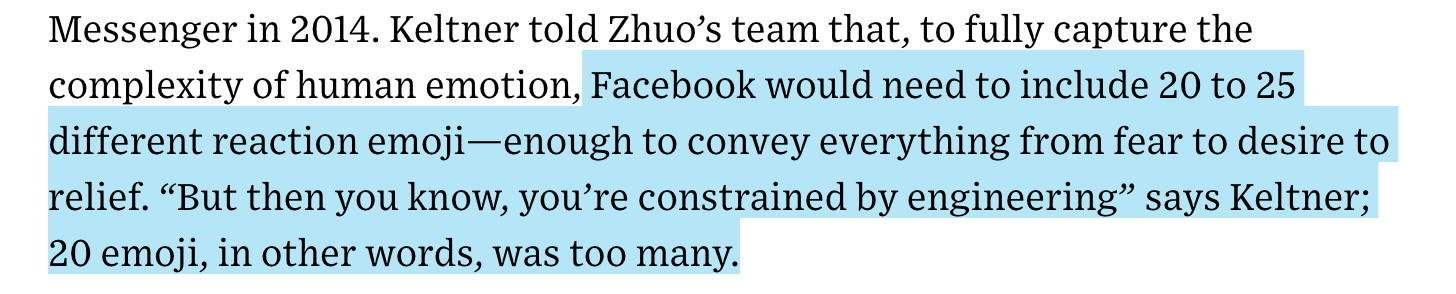 Messenger in 2014. Keltner told Zhuo’s team that, to fully capture the
complexity of human emotion, Facebook would need to include 20 to 25
different reaction emoji—enough to convey everything from fear to desire to
relief. “But then you know, you’re constrained by engineering” says Keltner;
20 emoji, in other words, was too many.